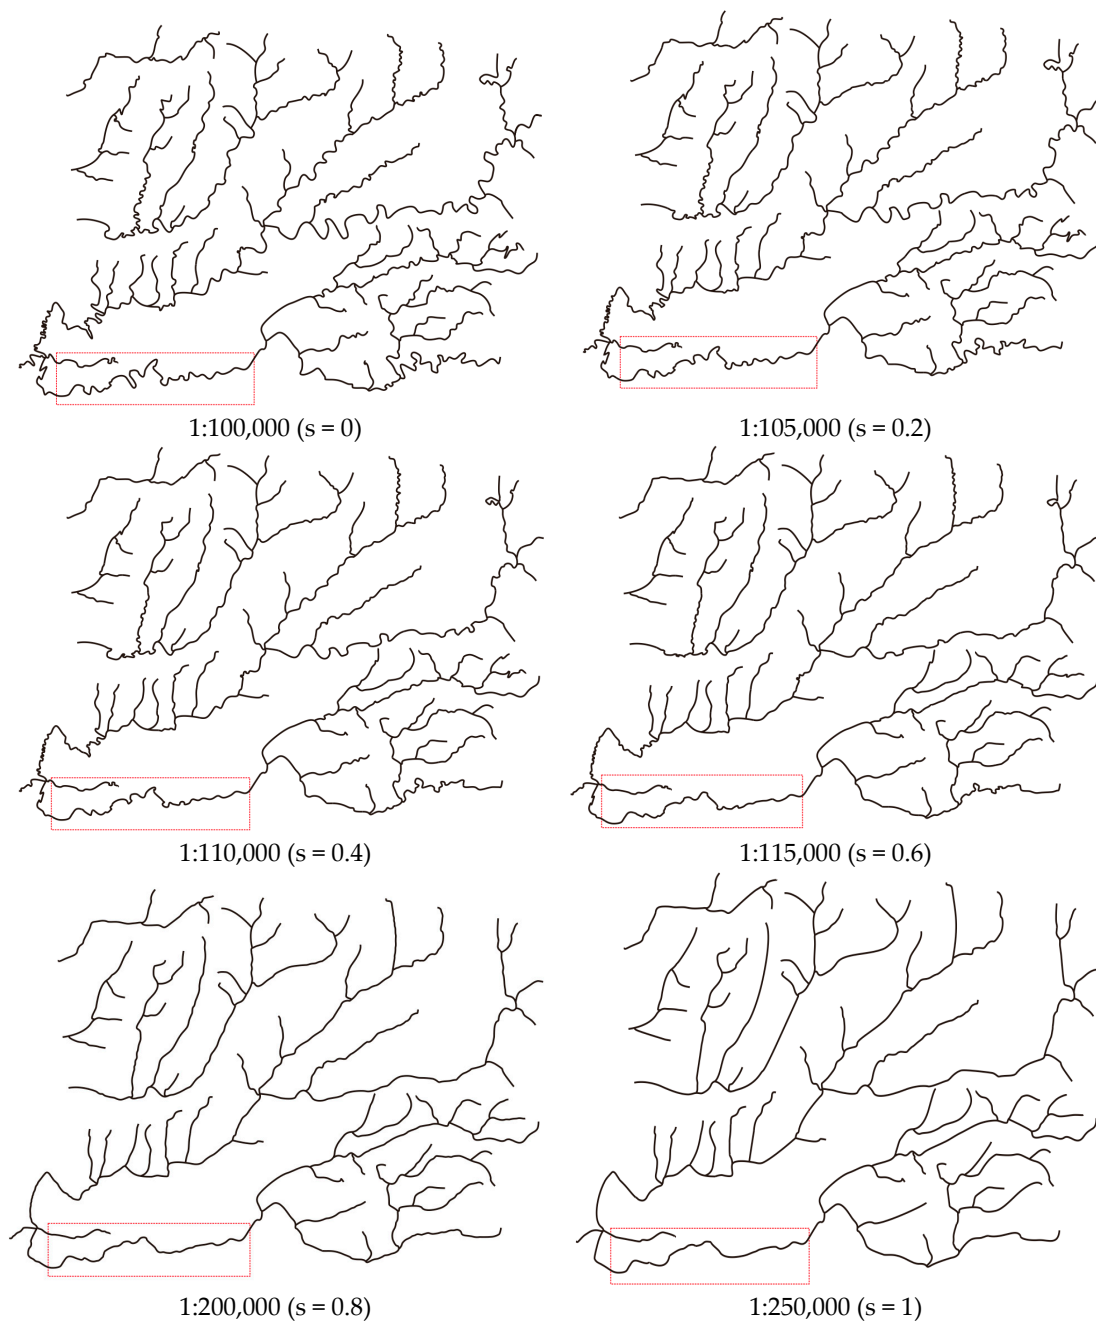 1:100,000 (s = 0)
1:105,000 (s = 0.2)
1:110,000 (s = 0.4)
1:115,000 (s = 0.6)
1:200,000 (s = 0.8)
1:250,000 (s = 1)